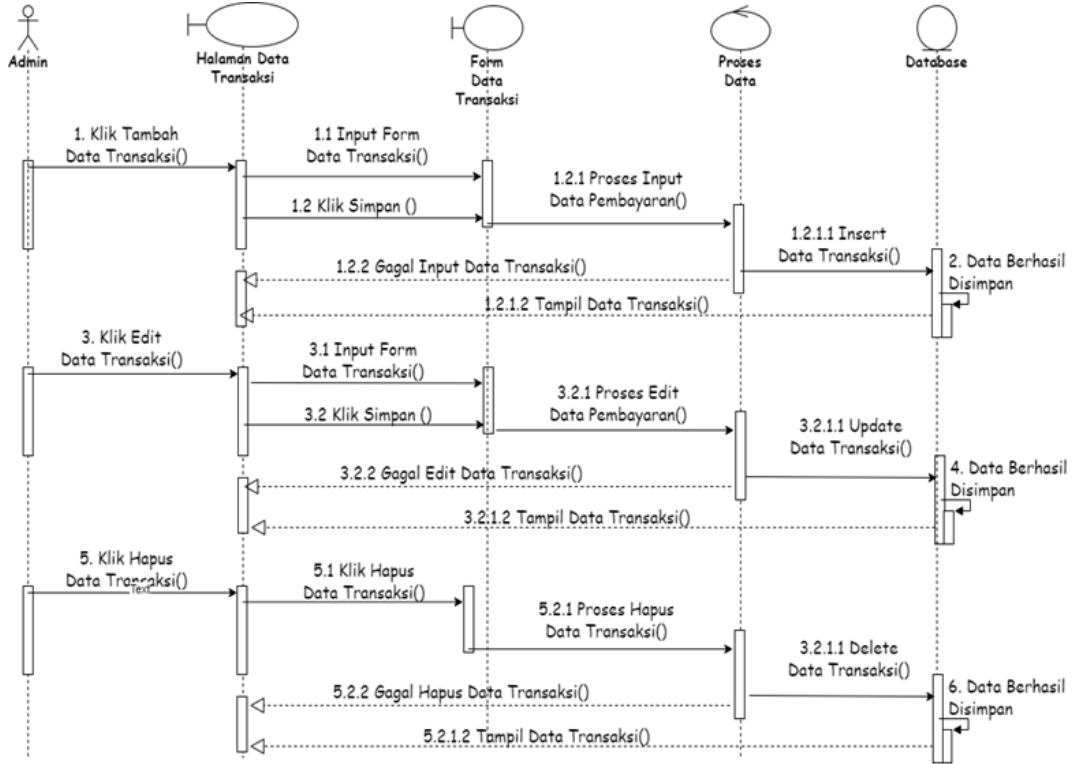 Admin
Halaman Data
Transaksi
Form
Data
Transaksi
Proses
Data
Database
1. Klik Tambah
Data Transaksi()
1.1 Input Form
Data Transaksi()
1.2 Klik Simpan ()
1.2.1 Proses Input
Data Pembayaran()
1.2.1.1 Insert
Data Transaksi()
1.2.2 Gagal Input Data Transaksi()
2. Data Berhasil
Disimpan
1.2.1.2 Tampil Data Transaksi()
3. Klik Edit
Data Transaksi()
3.1 Input Form
Data Transaksi()
3.2 Klik Simpan ()
3.2.1 Proses Edit
Data Pembayaran()
3.2.1.1 Update
Data Transaksi()
3.2.2 Gagal Edit Data Transaksi()
4. Data Berhasil
Disimpan
3.2.1.2 Tampil Data Transaksi()
5. Klik Hapus
Data Transaksi()
Text
5.1 Klik Hapus
Data Transaksi()
5.2.1 Proses Hapus
Data Transaksi()
3.2.1.1 Delete
Data Transaksi()
5.2.2 Gagal Hapus Data Transaksi()
6. Data Berhasil
Disimpan
5.2.1.2 Tampil Data Transaksi()